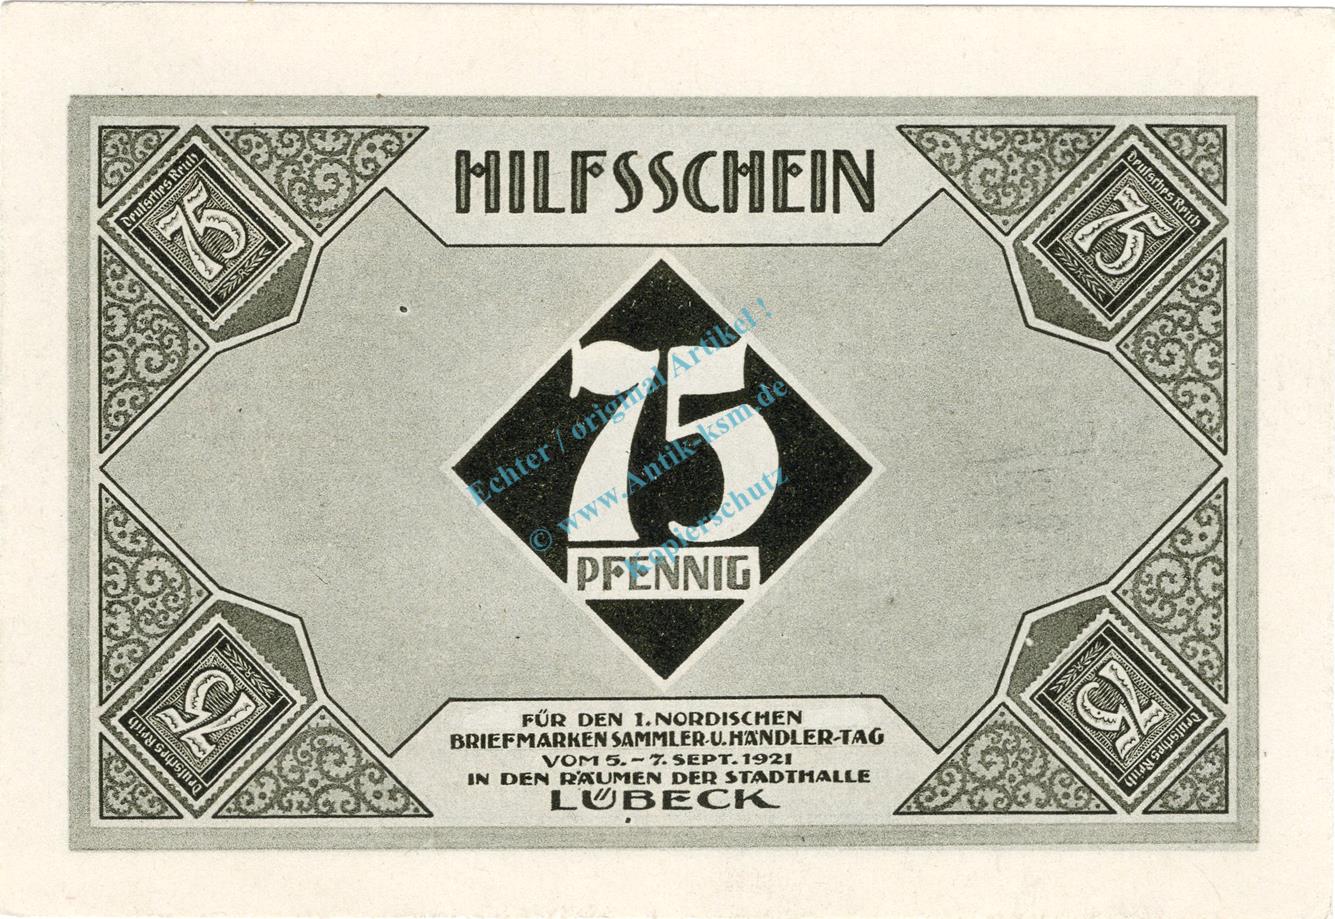 HILFSSCHEIN
Deutsches Reich
75
Deutsches Reich
75
75
PFENNIG
Echter / original Artikel !
© www.Antik-ksm.de
Kopierschutz
75
Deutsches Reich
75
Deutsches Reich
FÜR DEN 1. NORDISCHEN
BRIEFMARKENSAMMLER-U. HÄNDLER-TAG
VOM 5. - 7. SEPT. 1921
IN DEN RÄUMEN DER STADTHALLE
LÜBECK